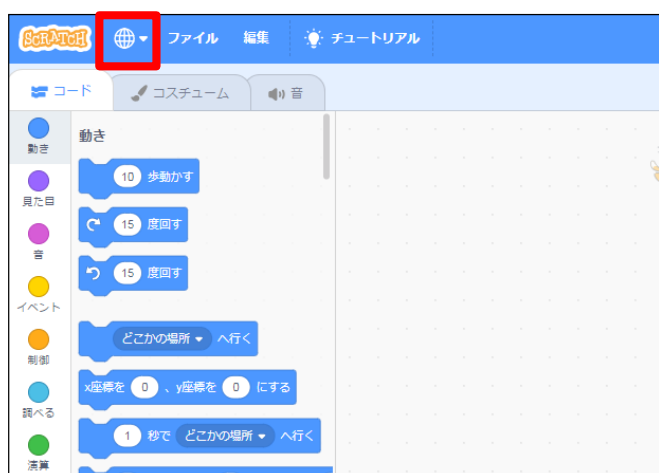 SCRATCH ファイル 編集 チュートリアル
コード コスチューム 音
動き
動き
10 歩動かす
見た目
15 度回す
音
15 度回す
イベント
どこかの場所 へ行く
制御
x座標を 0 、y座標を 0 にする
調べる
1 秒で どこかの場所 へ行く
演算